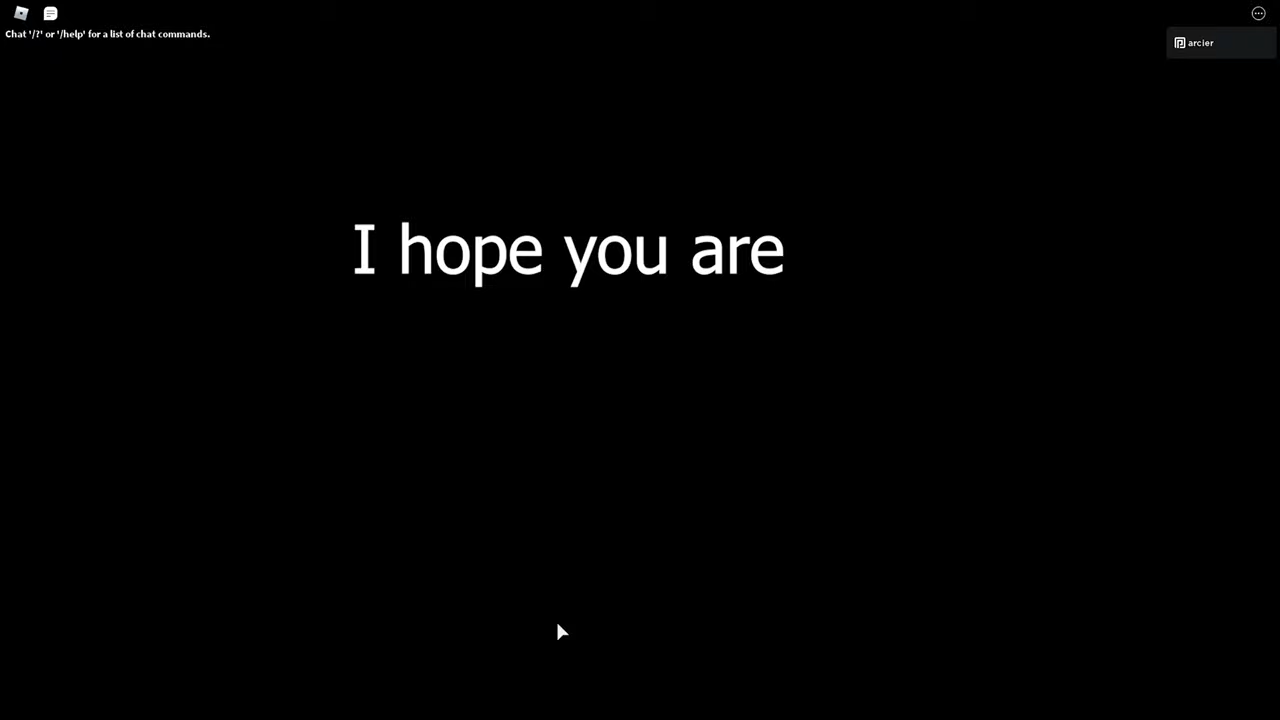 Chat '/?' or '/help' for a list of chat commands.
arcier
I hope you are